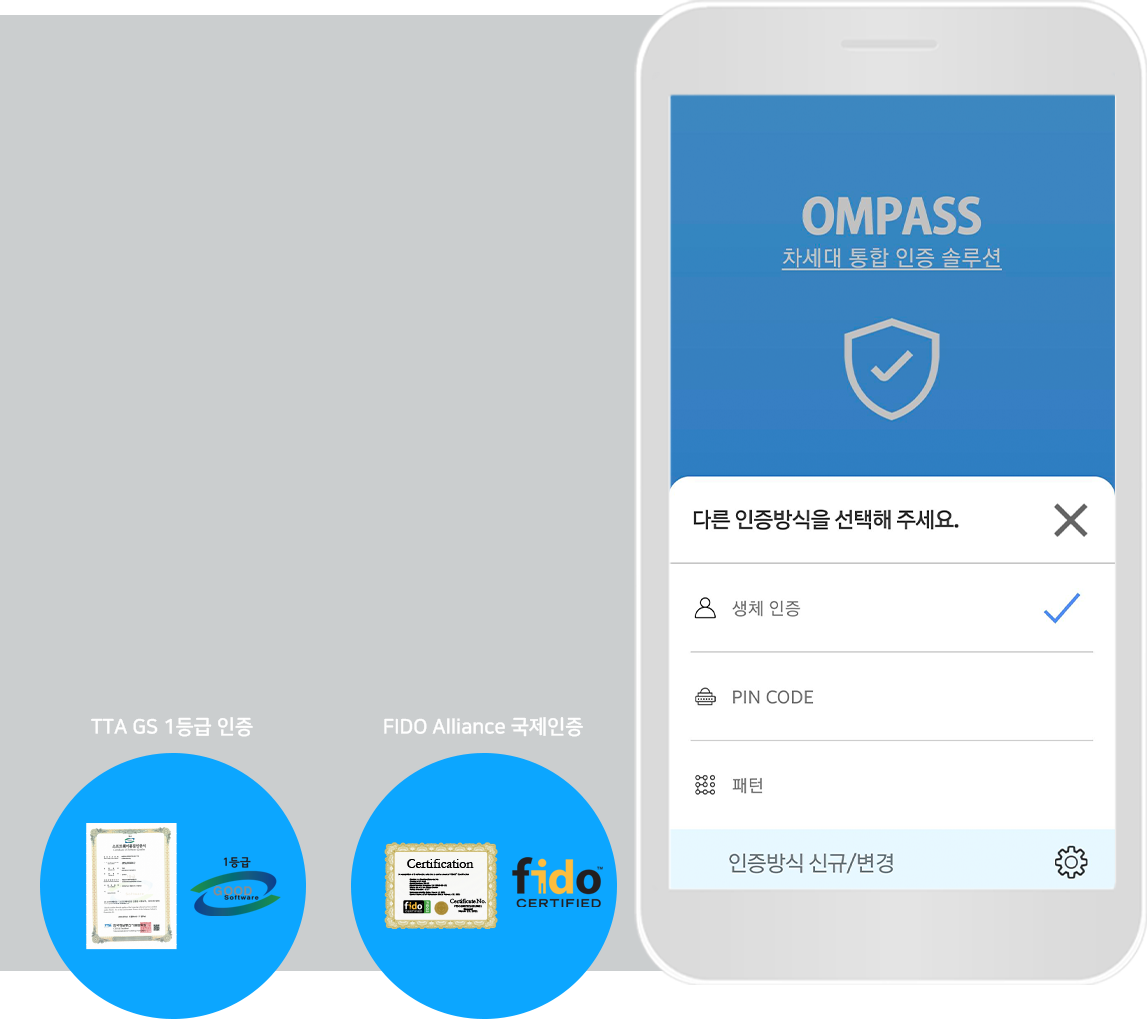 OMPASS
차세대 통합 인증 솔루션
다른 인증방식을 선택해 주세요.
생체 인증
PIN CODE
패턴
인증방식 신규/변경
TTA GS 1등급 인증
FIDO Alliance 국제인증
1등급
GOOD
Software
Certification
fido
Certificate No.
fido™
CERTIFIED